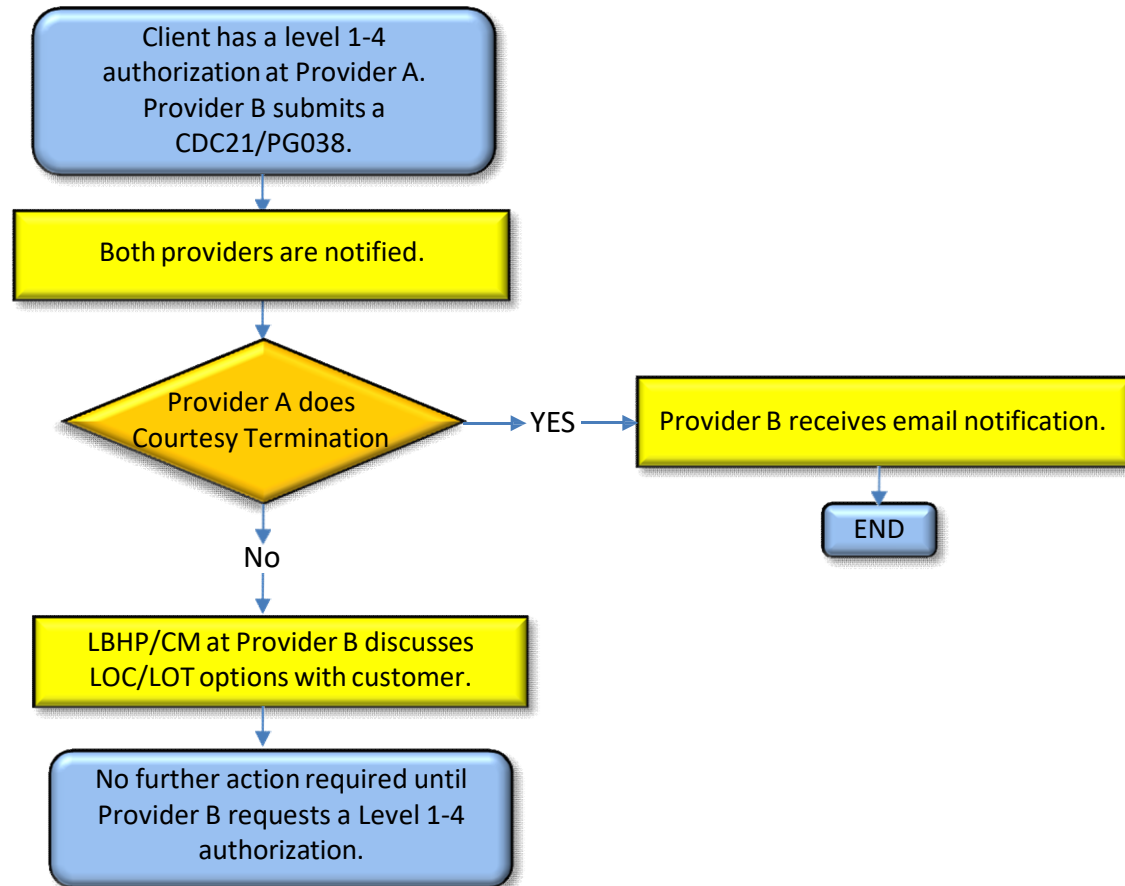 Client has a level 1-4
authorization at Provider A.
Provider B submits a
CDC21/PG038.
Both providers are notified.
Provider A does
Courtesy Termination
YES
Provider B receives email notification.
END
No
LBHP/CM at Provider B discusses
LOC/LOT options with customer.
No further action required until
Provider B requests a Level 1-4
authorization.